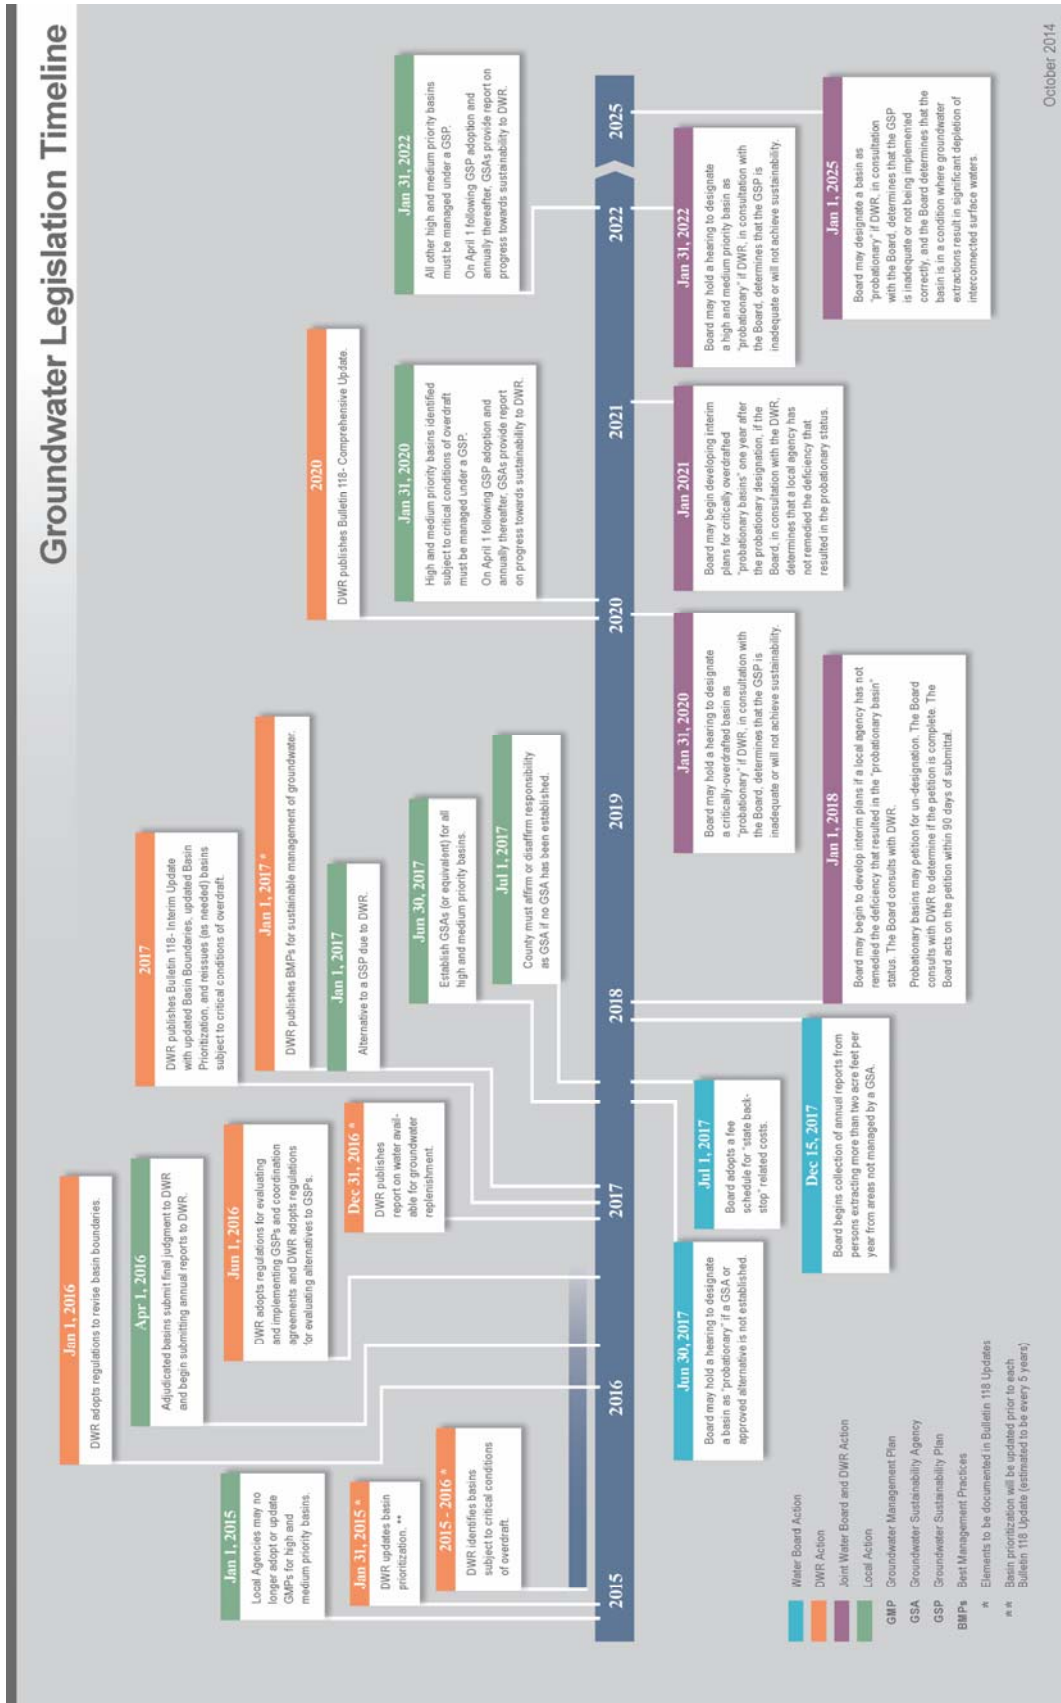 Groundwater Legislation Timeline
Jan 1, 2016
DWR adopts regulations to revise basin boundaries.
Apr 1, 2016
Adjudicated basins submit final judgment to DWR
and begin submitting annual reports to DWR.
Jun 1, 2016
DWR adopts regulations for evaluating
and implementing GSPs and coordination
agreements and DWR adopts regulations
for evaluating alternatives to GSPs.
Dec 31, 2016 *
DWR publishes
report on water avail-
able for groundwater
replenishment.
Jan 1, 2015
Local Agencies may no
longer adopt or update
GMPs for high and
medium priority basins.
Jan 31, 2015 *
DWR updates basin
prioritization. **
2015 - 2016 *
DWR identifies basins
subject to critical conditions
of overdraft.
2017
DWR publishes Bulletin 118- Interim Update
with updated Basin Boundaries, updated Basin
Prioritization, and reissues (as needed) basins
subject to critical conditions of overdraft.
Jan 1, 2017 *
DWR publishes BMPs for sustainable management of groundwater.
Jan 1, 2017
Alternative to a GSP due to DWR.
Jun 30, 2017
Establish GSAs (or equivalent) for all
high and medium priority basins.
Jul 1, 2017
County must affirm or disaffirm responsibility
as GSA if no GSA has been established.
2020
DWR publishes Bulletin 118- Comprehensive Update.
Jan 31, 2020
High and medium priority basins identified
subject to critical conditions of overdraft
must be managed under a GSP.
On April 1 following GSP adoption and
annually thereafter, GSAs provide report
on progress towards sustainability to DWR.
Jan 31, 2022
All other high and medium priority basins
must be managed under a GSP.
On April 1 following GSP adoption and
annually thereafter, GSAs provide report on
progress towards sustainability to DWR.
2015
2016
2017
2018
2019
2020
2021
2022
2025
Jun 30, 2017
Board may hold a hearing to designate
a basin as "probationary" if a GSA or
approved alternative is not established.
Jul 1, 2017
Board adopts a fee
schedule for "state back-
stop" related costs.
Dec 15, 2017
Board begins collection of annual reports from
persons extracting more than two acre feet per
year from areas not managed by a GSA.
Jan 1, 2018
Board may begin to develop interim plans if a local agency has not
remedied the deficiency that resulted in the "probationary basin"
status. The Board consults with DWR.
Probationary basins may petition for un-designation. The Board
consults with DWR to determine if the petition is complete. The
Board acts on the petition within 90 days of submittal.
Jan 31, 2020
Board may hold a hearing to designate
a critically-overdrafted basin as
"probationary" if DWR, in consultation with
the Board, determines that the GSP is
inadequate or will not achieve sustainability.
Jan 2021
Board may begin developing interim
plans for critically overdrafted
"probationary basins" one year after
the probationary designation, if the
Board, in consultation with the DWR,
determines that a local agency has
not remedied the deficiency that
resulted in the probationary status.
Jan 31, 2022
Board may hold a hearing to designate
a high and medium priority basin as
"probationary" if DWR, in consultation with
the Board, determines that the GSP is
inadequate or will not achieve sustainability.
Jan 1, 2025
Board may designate a basin as
"probationary" if DWR, in consultation
with the Board, determines that the GSP
is inadequate or not being implemented
correctly, and the Board determines that the
basin is in a condition where groundwater
extractions result in significant depletion of
interconnected surface waters.
Water Board Action
DWR Action
Joint Water Board and DWR Action
Local Action
GMP Groundwater Management Plan
GSA Groundwater Sustainability Agency
GSP Groundwater Sustainability Plan
BMPs Best Management Practices
* Elements to be documented in Bulletin 118 Updates
** Basin prioritization will be updated prior to each
Bulletin 118 Update (estimated to be every 5 years)
October 2014